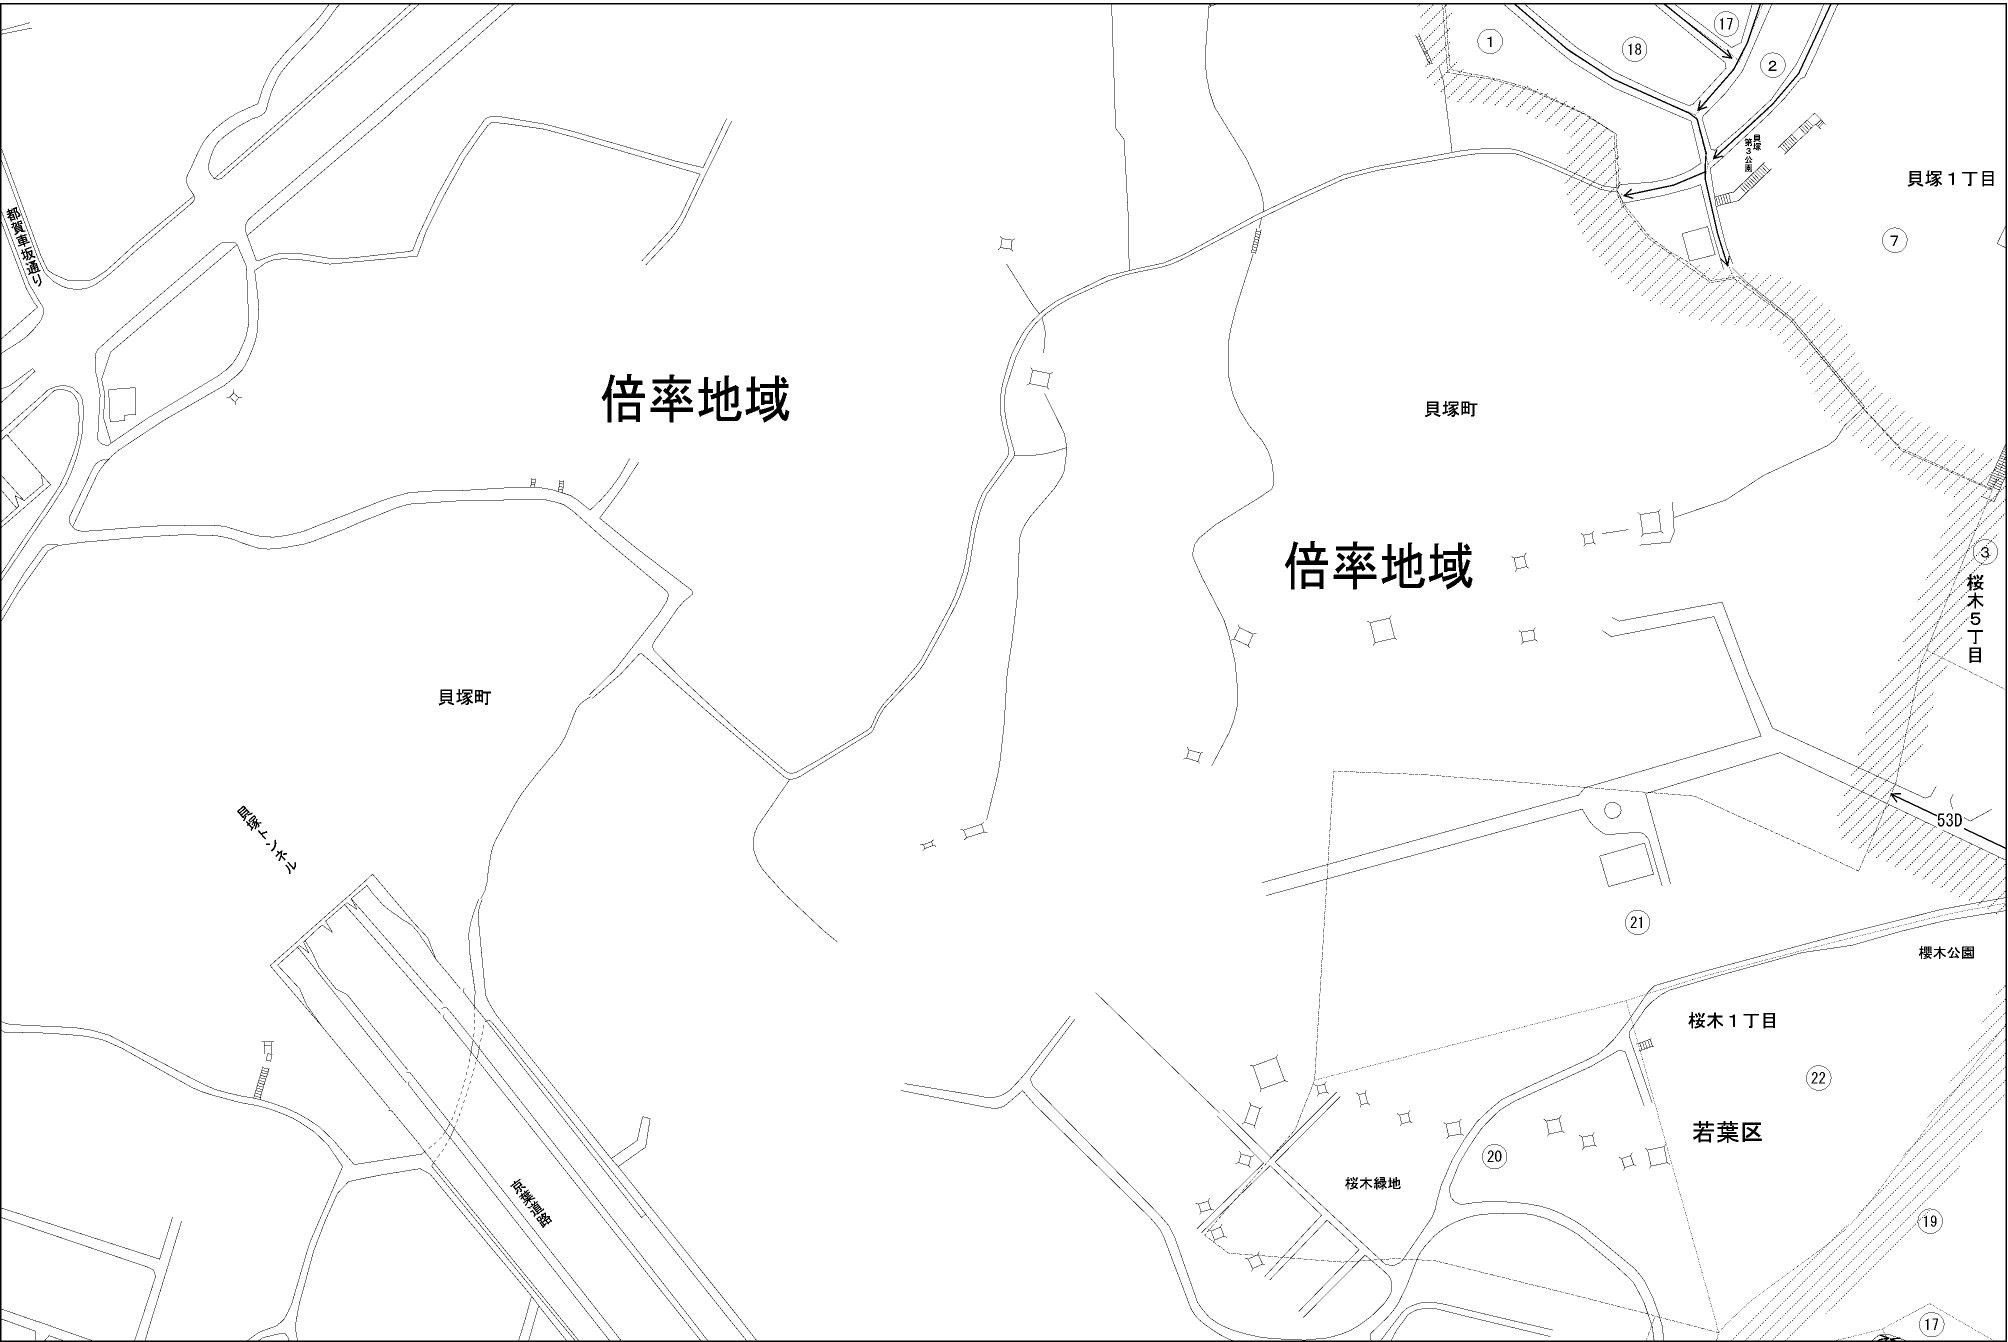 17
1
18
2
貝塚
第3公園
貝塚1丁目
7
都賀車坂通り
倍率地域
貝塚町
倍率地域
3
桜木5丁目
貝塚町
貝塚トンネル
53D
21
櫻木公園
桜木1丁目
22
若葉区
20
桜木緑地
京葉道路
19
17